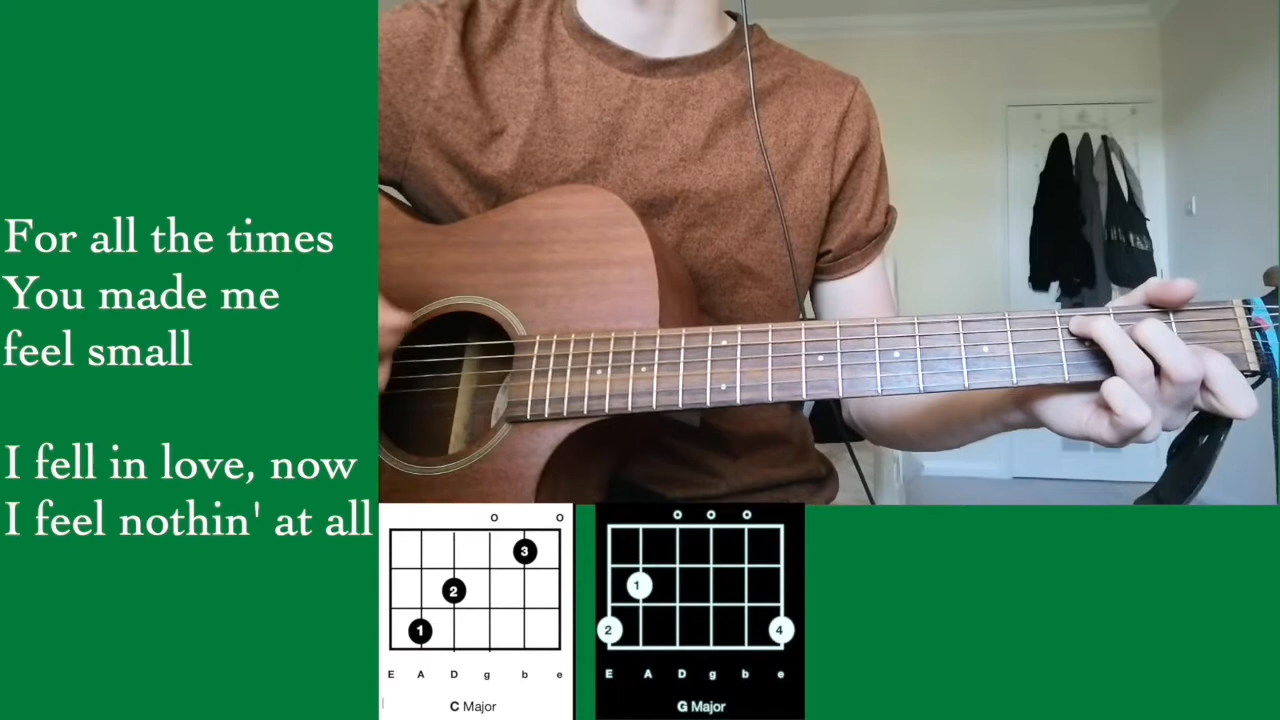 For all the times
You made me
feel small
I fell in love, now
I feel nothin' at all
o o
3
2
1
E A D g b e
C Major
o o o
1
2 4
E A D g b e
G Major